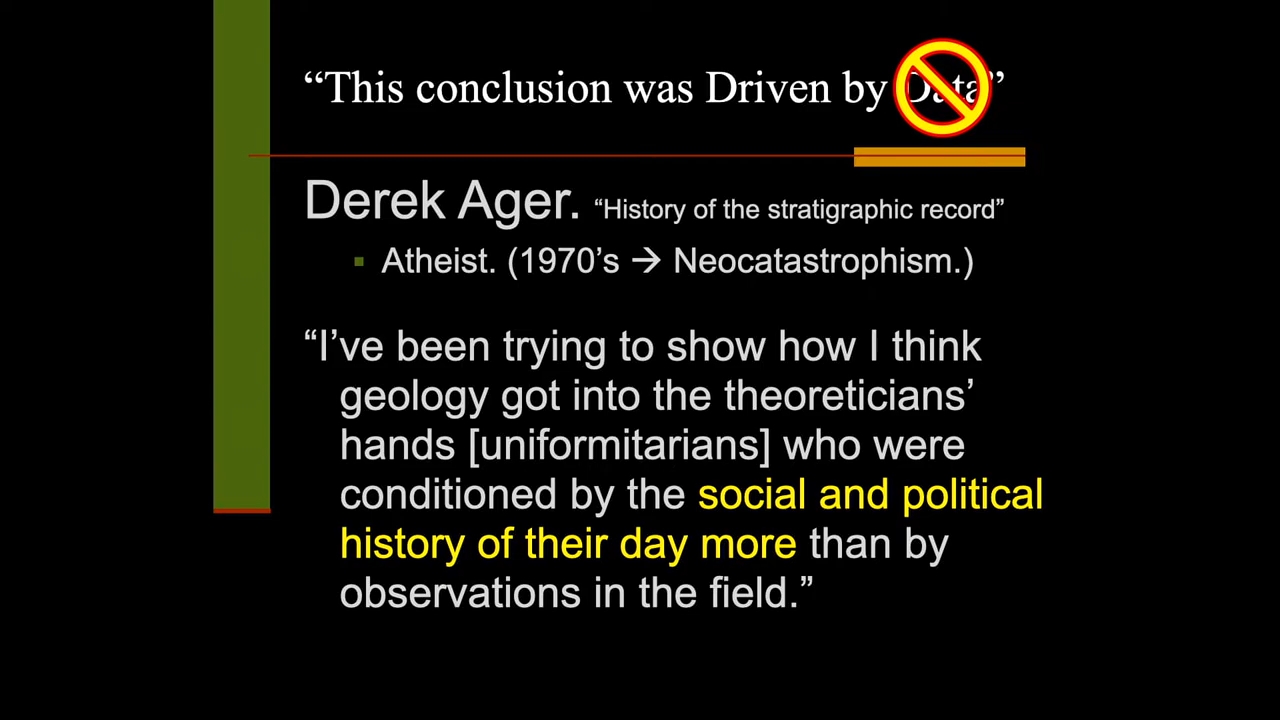 “This conclusion was Driven by Data”
Derek Ager. “History of the stratigraphic record”
Atheist. (1970’s → Neocatastrophism.)
“I’ve been trying to show how I think
geology got into the theoreticians’
hands [uniformitarians] who were
conditioned by the social and political
history of their day more than by
observations in the field.”